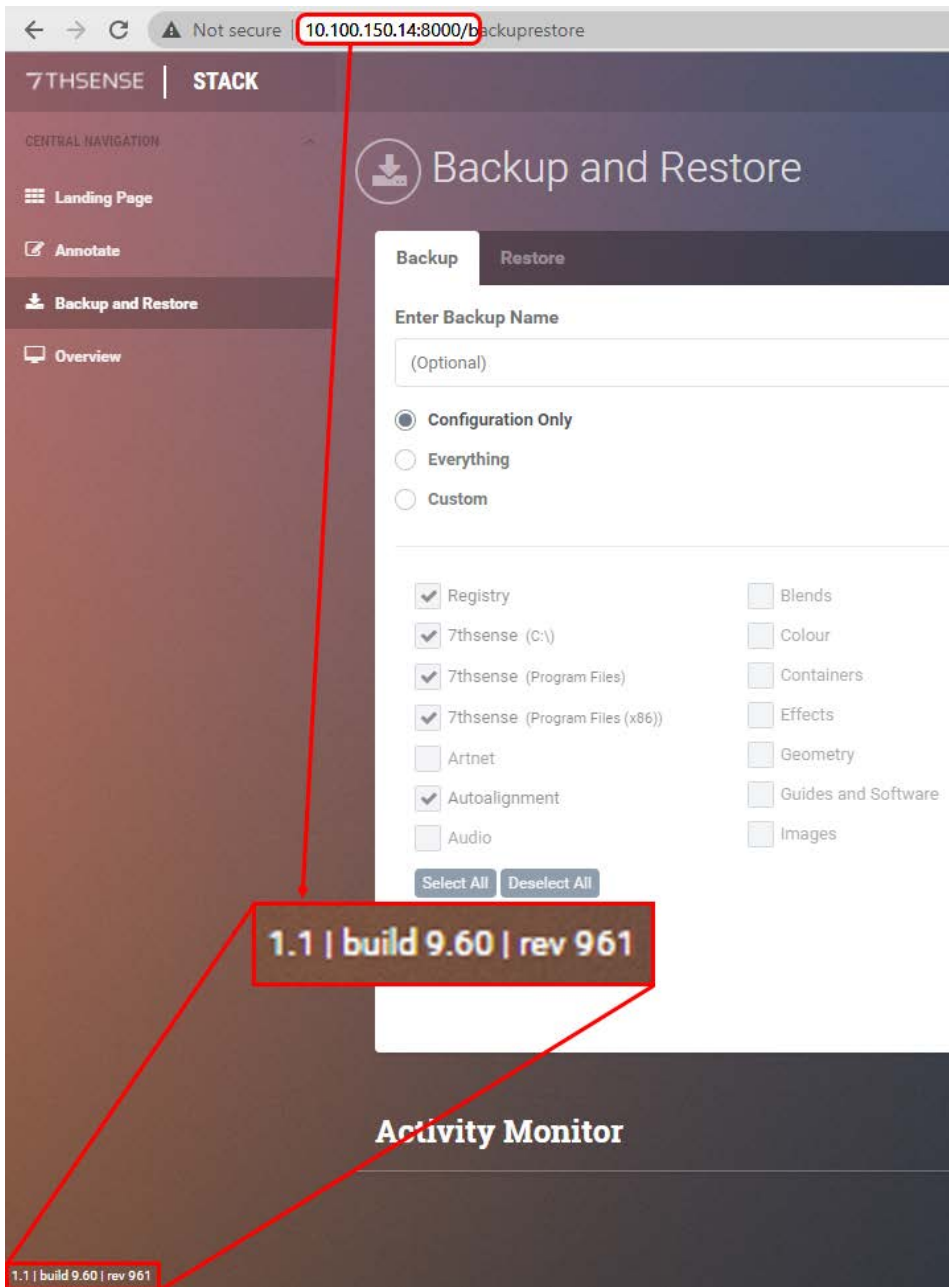 Not secure | 10.100.150.14:8000/backuprestore
7THSENSE | STACK
CENTRAL NAVIGATION
Landing Page
Annotate
Backup and Restore
Overview
Backup and Restore
Backup Restore
Enter Backup Name
(Optional)
Configuration Only
Everything
Custom
Registry Blends
7thsense (C:\) Colour
7thsense (Program Files) Containers
7thsense (Program Files (x86)) Effects
Artnet Geometry
Autoalignment Guides and Software
Audio Images
Select All Deselect All
1.1 | build 9.60 | rev 961
Activity Monitor
1.1 | build 9.60 | rev 961